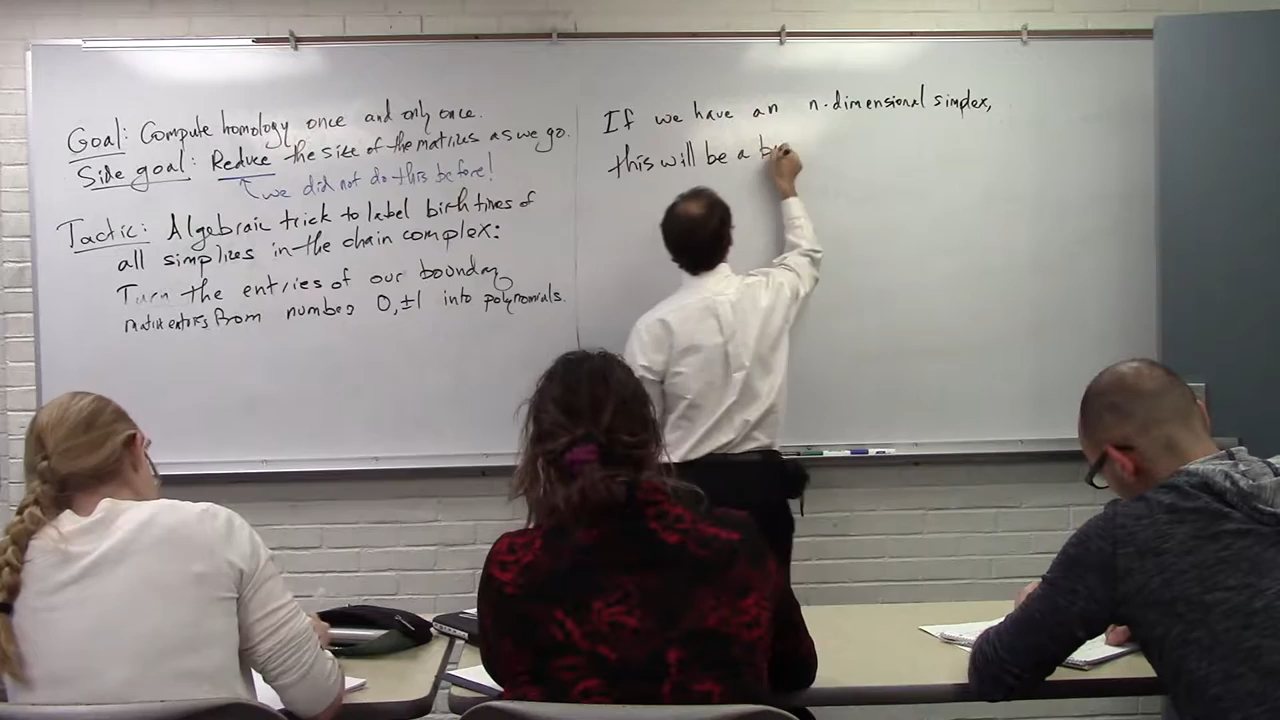 Goal: Compute homology once and only once.
Side goal: Reduce the size of the matrices as we go.
we did not do this before!
Tactic: Algebraic trick to label birth times of
all simplices in the chain complex:
Turn the entries of our boundary
matrix entries from number 0, ±1 into polynomials.
If we have an n-dimensional simplex,
this will be a b